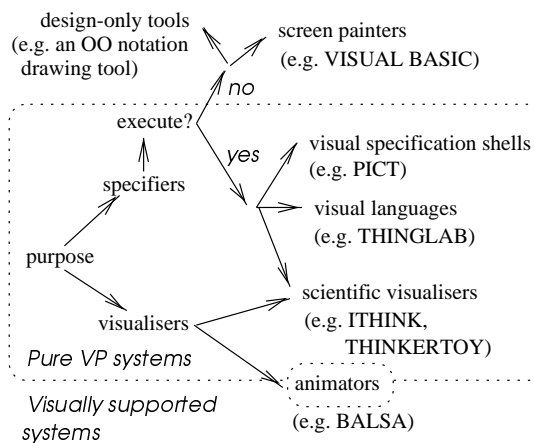 design-only tools
(e.g. an OO notation
drawing tool)
screen painters
(e.g. VISUAL BASIC)
no
execute?
yes
visual specification shells
(e.g. PICT)
specifiers
visual languages
(e.g. THINGLAB)
purpose
scientific visualisers
(e.g. ITHINK,
THINKERTOY)
visualisers
Pure VP systems
animators
(e.g. BALSA)
Visually supported
systems